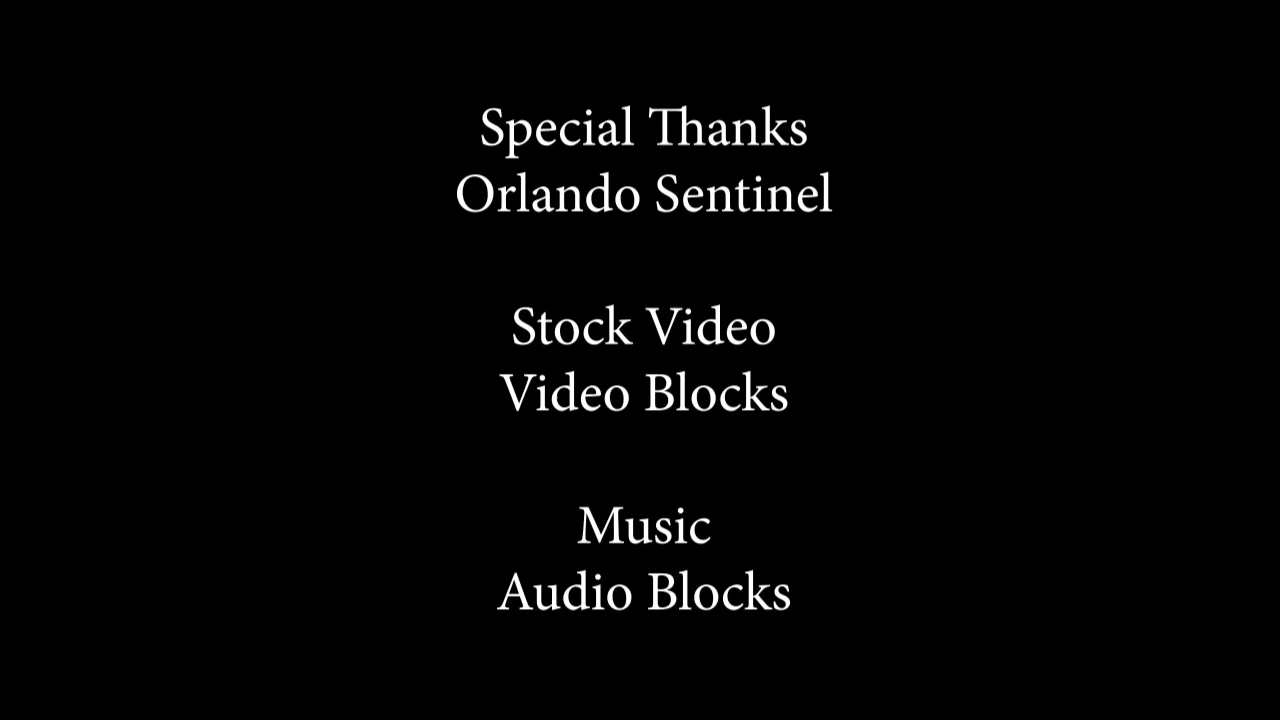 Special Thanks
Orlando Sentinel
Stock Video
Video Blocks
Music
Audio Blocks